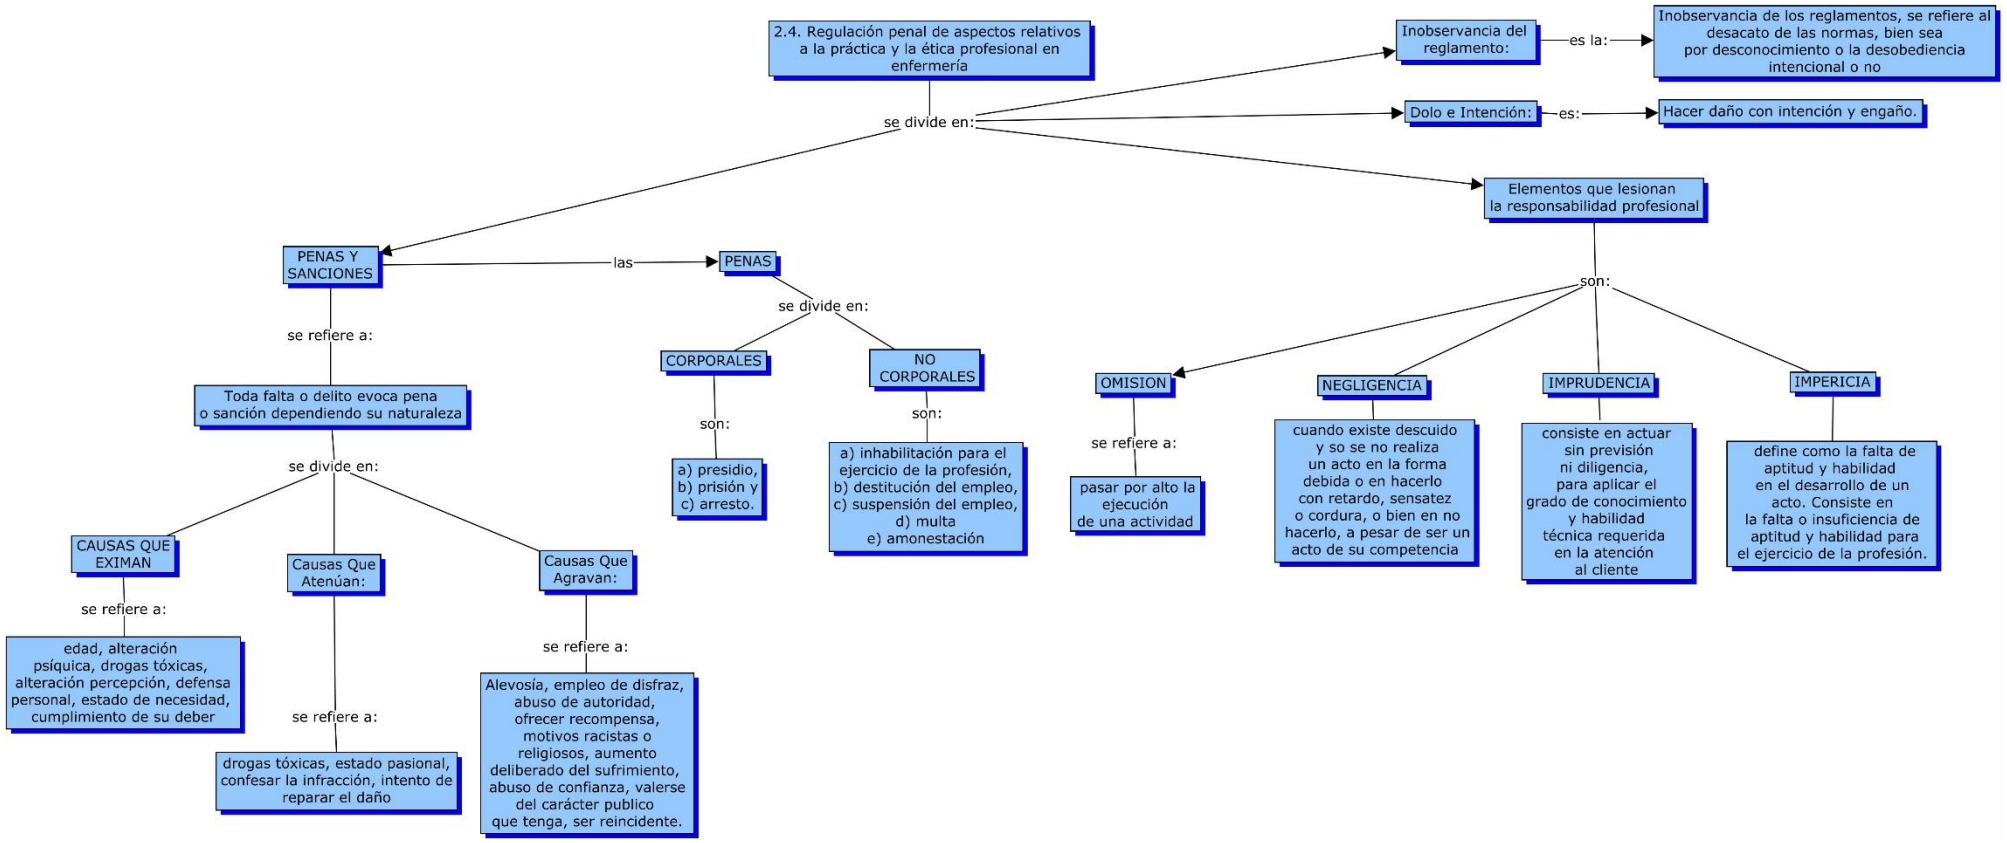 2.4. Regulación penal de aspectos relativos
a la práctica y la ética profesional en
enfermería
se divide en:
Inobservancia del
reglamento:
es la:
Inobservancia de los reglamentos, se refiere al
desacato de las normas, bien sea
por desconocimiento o la desobediencia
intencional o no
Dolo e Intención:
es:
Hacer daño con intención y engaño.
Elementos que lesionan
la responsabilidad profesional
son:
OMISION
se refiere a:
pasar por alto la
ejecución
de una actividad
NEGLIGENCIA
cuando existe descuido
y so se no realiza
un acto en la forma
debida o en hacerlo
con retardo, sensatez
o cordura, o bien en no
hacerlo, a pesar de ser un
acto de su competencia
IMPRUDENCIA
consiste en actuar
sin previsión
ni diligencia,
para aplicar el
grado de conocimiento
y habilidad
técnica requerida
en la atención
al cliente
IMPERICIA
define como la falta de
aptitud y habilidad
en el desarrollo de un
acto. Consiste en
la falta o insuficiencia de
aptitud y habilidad para
el ejercicio de la profesión.
PENAS Y
SANCIONES
las
PENAS
se divide en:
CORPORALES
son:
a) presidio,
b) prisión y
c) arresto.
NO
CORPORALES
son:
a) inhabilitación para el
ejercicio de la profesión,
b) destitución del empleo,
c) suspensión del empleo,
d) multa
e) amonestación
se refiere a:
Toda falta o delito evoca pena
o sanción dependiendo su naturaleza
se divide en:
CAUSAS QUE
EXIMAN
se refiere a:
edad, alteración
psíquica, drogas tóxicas,
alteración percepción, defensa
personal, estado de necesidad,
cumplimiento de su deber
Causas Que
Atenúan:
se refiere a:
drogas tóxicas, estado pasional,
confesar la infracción, intento de
reparar el daño
Causas Que
Agravan:
se refiere a:
Alevosía, empleo de disfraz,
abuso de autoridad,
ofrecer recompensa,
motivos racistas o
religiosos, aumento
deliberado del sufrimiento,
abuso de confianza, valerse
del carácter publico
que tenga, ser reincidente.